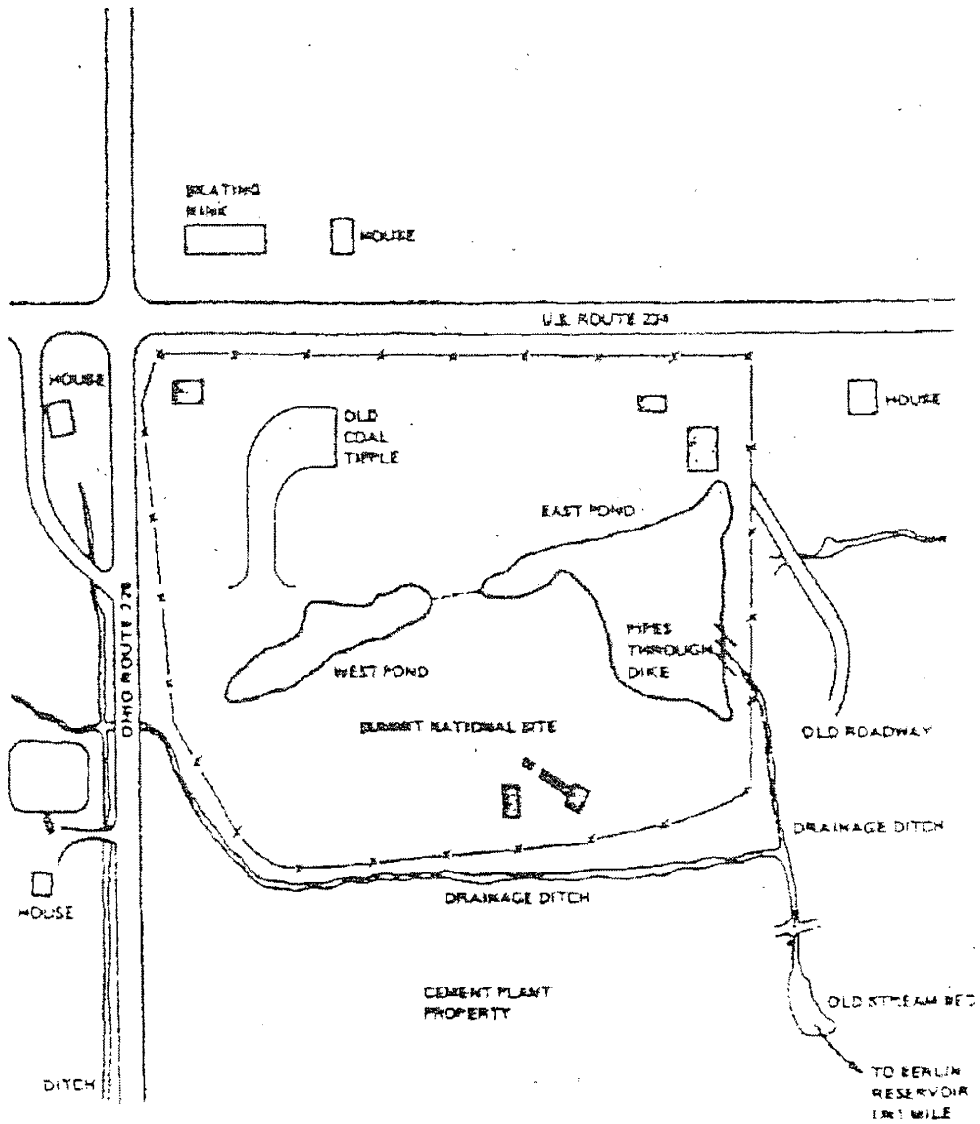 SKATING
RINK
HOUSE
U.S. ROUTE 224
HOUSE
OLD
COAL
TIPPLE
HOUSE
EAST POND
OHIO ROUTE 225
PIPES
THROUGH
DIKE
WEST POND
SUMMIT NATIONAL SITE
OLD ROADWAY
DRAINAGE DITCH
DRAINAGE DITCH
HOUSE
CEMENT PLANT
PROPERTY
OLD STREAM BED
DITCH
TO BERLIN
RESERVOIR
MILE